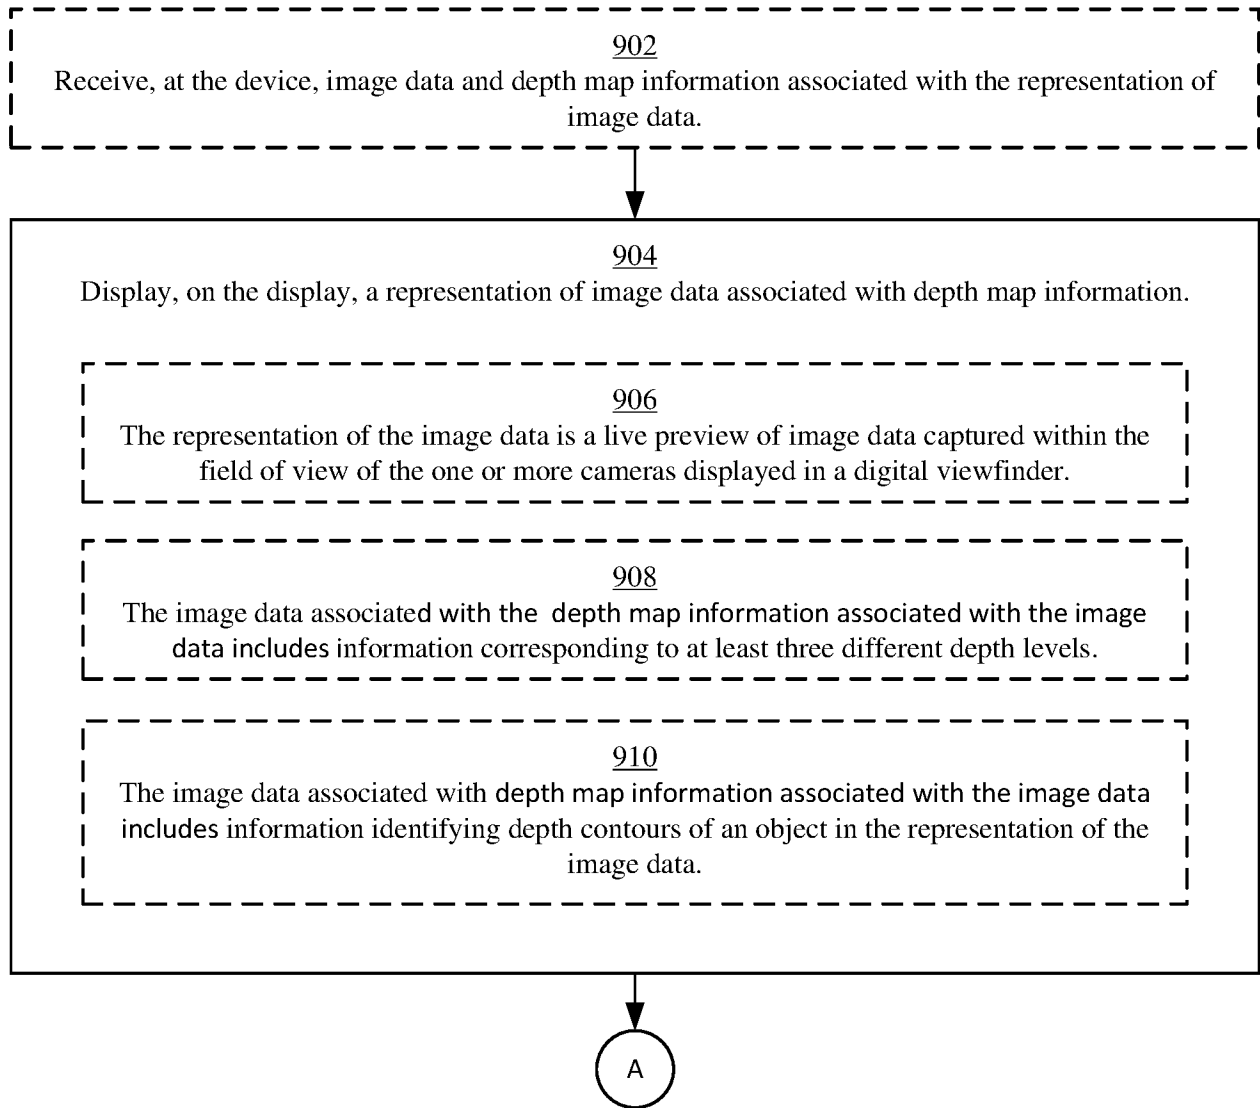 902
Receive, at the device, image data and depth map information associated with the representation of
image data.
904
Display, on the display, a representation of image data associated with depth map information.
906
The representation of the image data is a live preview of image data captured within the
field of view of the one or more cameras displayed in a digital viewfinder.
908
The image data associated with the depth map information associated with the image
data includes information corresponding to at least three different depth levels.
910
The image data associated with depth map information associated with the image data
includes information identifying depth contours of an object in the representation of the
image data.
A